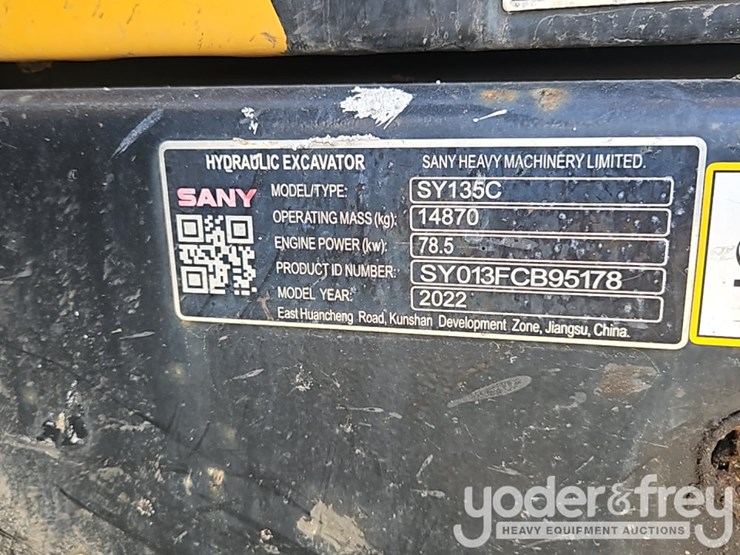 HYDRAULIC EXCAVATOR SANY HEAVY MACHINERY LIMITED.
SANY MODEL/TYPE: SY135C
OPERATING MASS (kg): 14870
ENGINE POWER (kw): 78.5
PRODUCT ID NUMBER: SY013FCB95178
MODEL YEAR: 2022
East Huancheng Road, Kunshan Development Zone, Jiangsu, China.
yoder&frey
HEAVY EQUIPMENT AUCTIONS